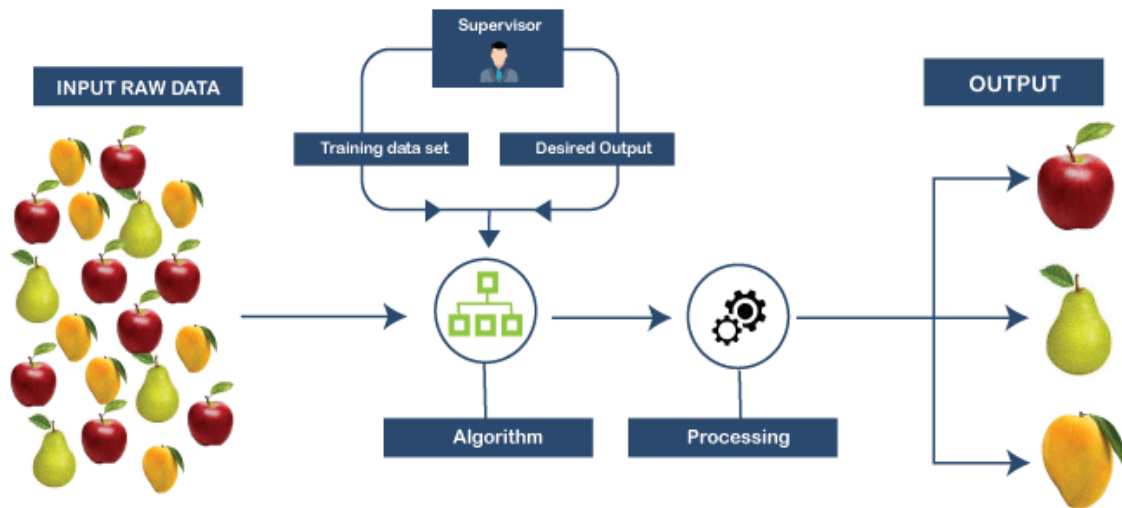 Supervisor
INPUT RAW DATA
OUTPUT
Training data set
Desired Output
Algorithm
Processing